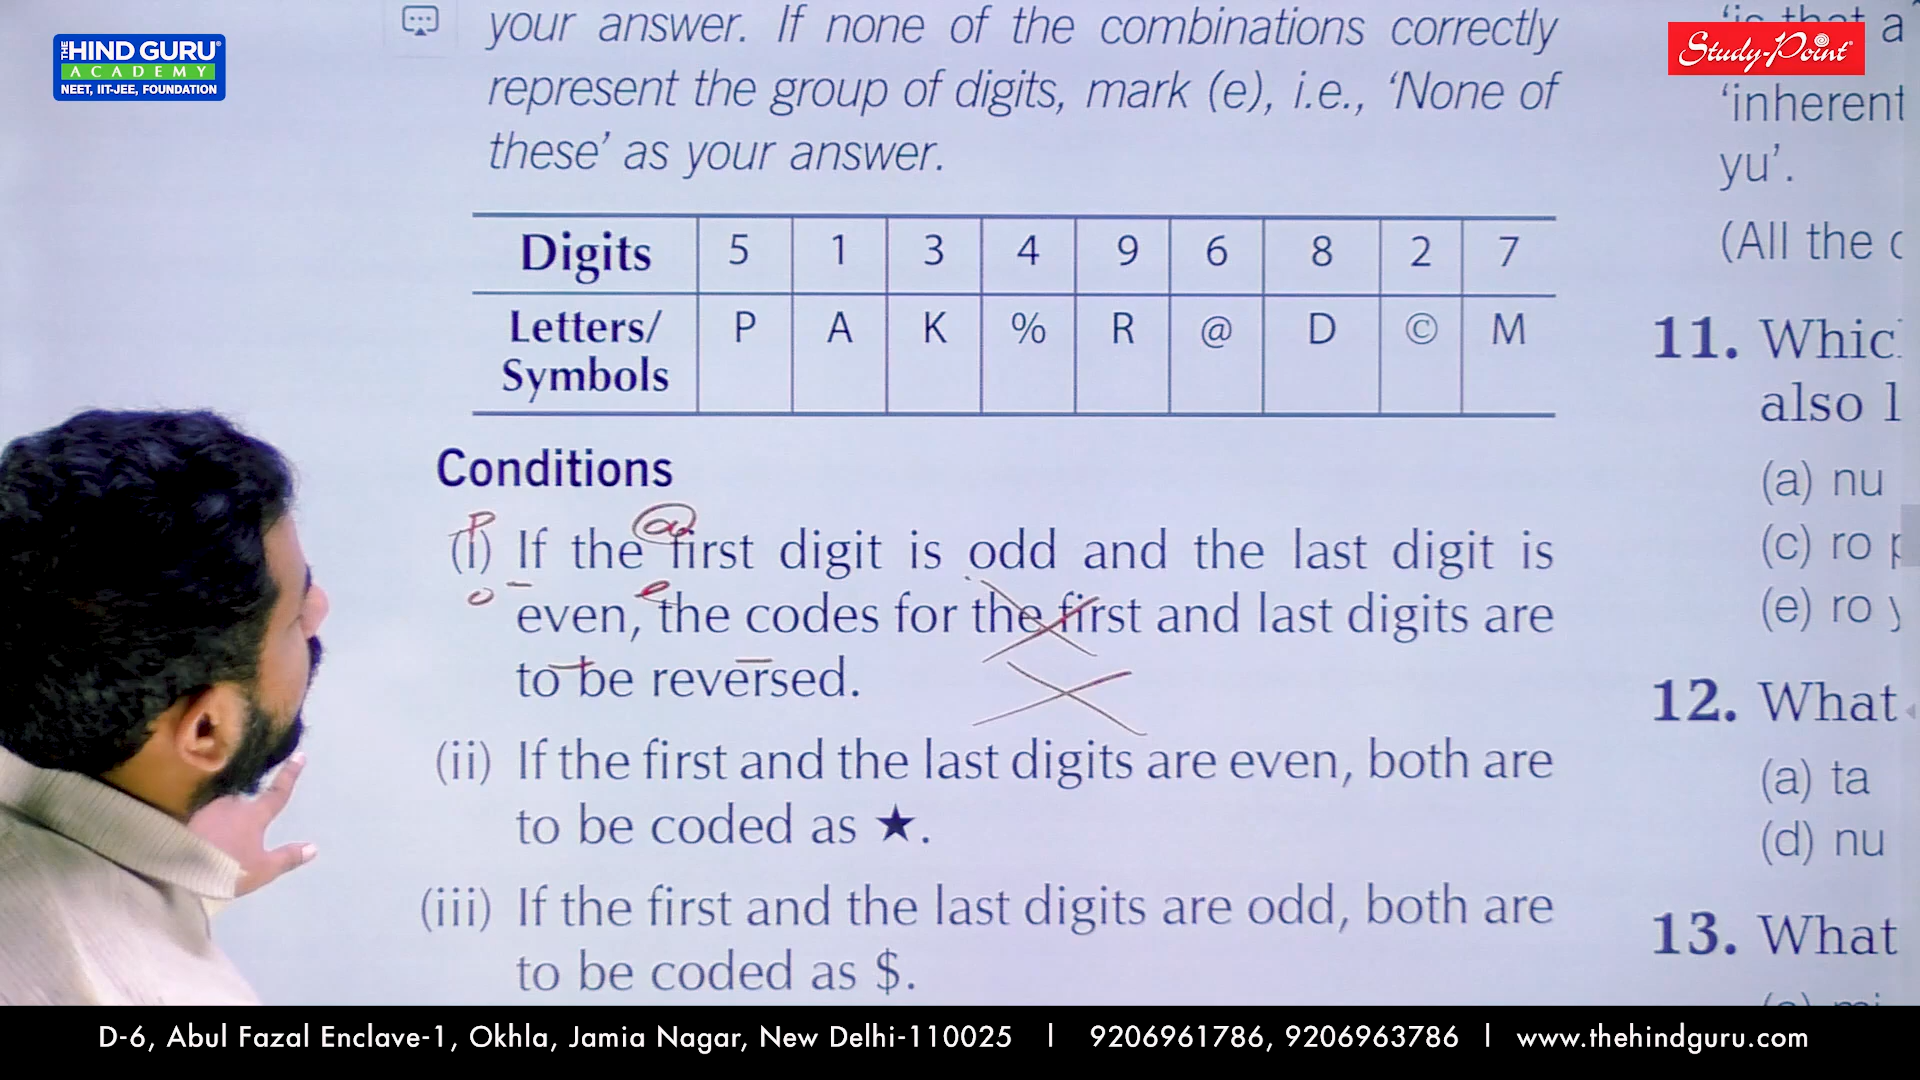 THE HIND GURU
ACADEMY
NEET, IIT-JEE, FOUNDATION
Study-Point
your answer. If none of the combinations correctly
represent the group of digits, mark (e), i.e., ‘None of
these’ as your answer.
Digits 5 1 3 4 9 6 8 2 7
Letters/ P A K % R @ D © M
Symbols
Conditions
P @
(i) If the first digit is odd and the last digit is
o e
even, the codes for the first and last digits are
to be reversed.
(ii) If the first and the last digits are even, both are
to be coded as ★.
(iii) If the first and the last digits are odd, both are
to be coded as $.
‘is that a
‘inherent
yu’.
(All the
11. Whic
also l
(a) nu
(c) ro p
(e) ro y
12. What
(a) ta
(d) nu
13. What
D-6, Abul Fazal Enclave-1, Okhla, Jamia Nagar, New Delhi-110025 | 9206961786, 9206963786 | www.thehindguru.com